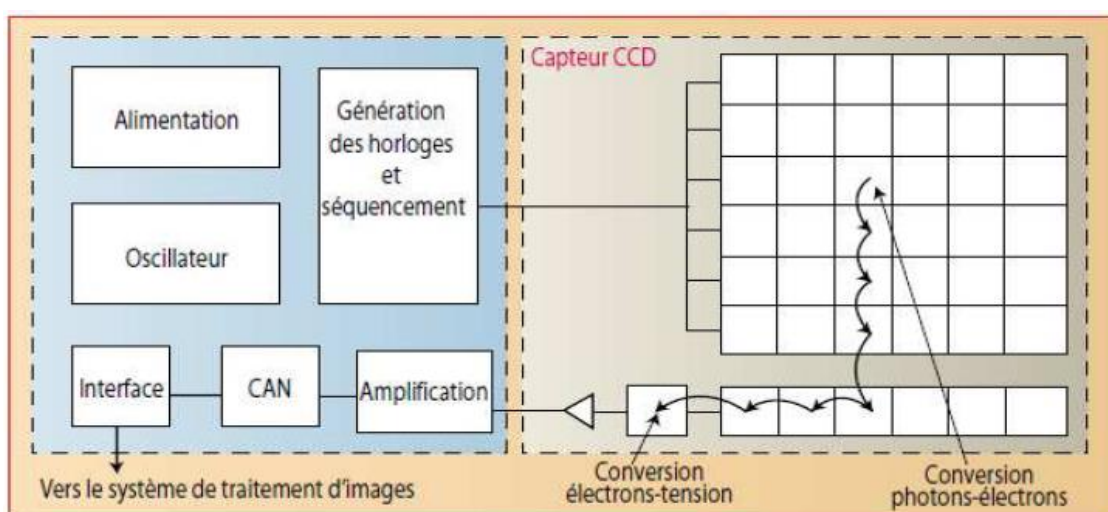 Alimentation
Oscillateur
Génération
des horloges
et
séquencement
Interface
CAN
Amplification
Vers le système de traitement d'images
Capteur CCD
Conversion
électrons-tension
Conversion
photons-électrons